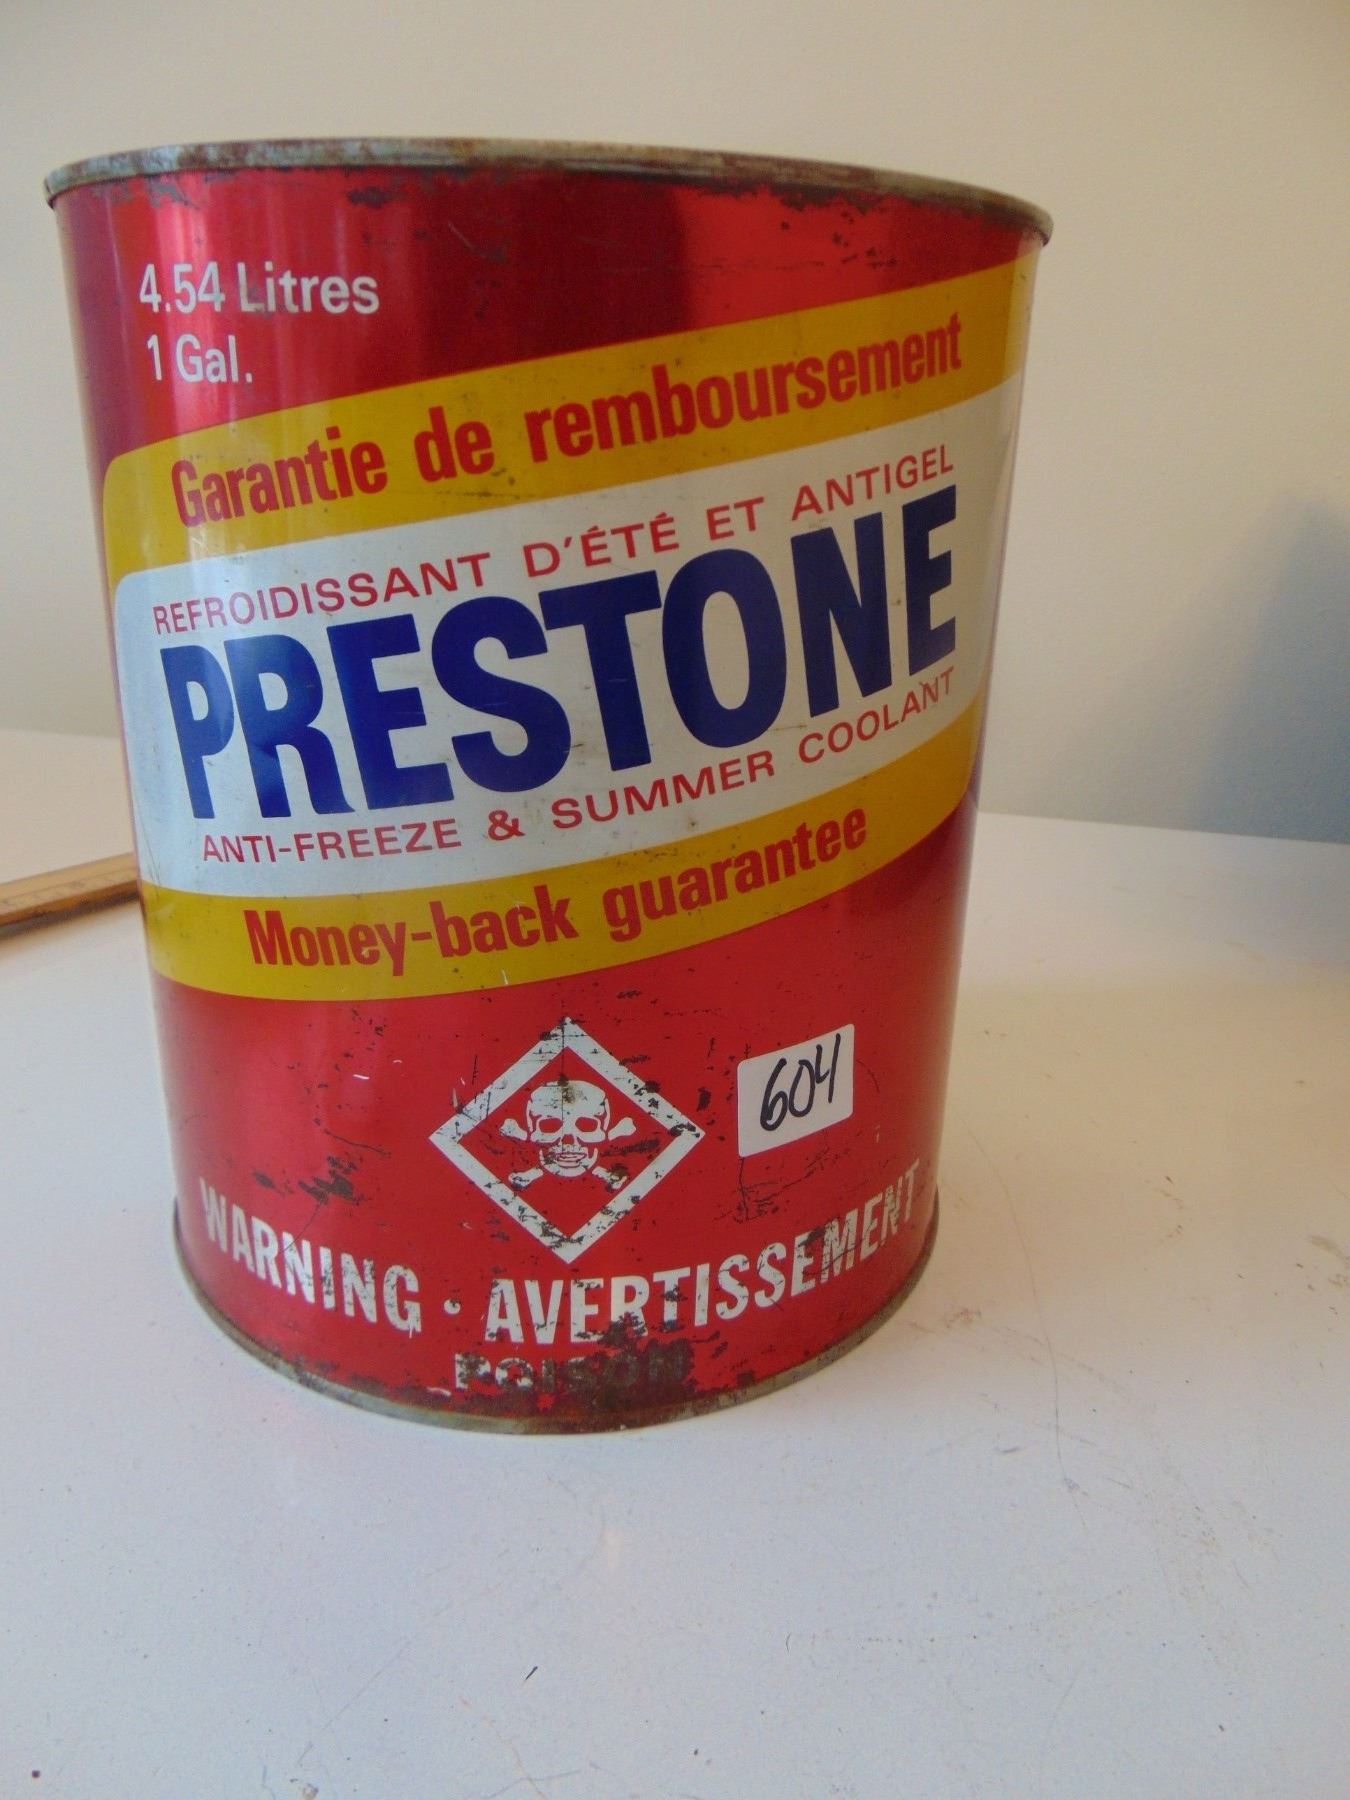 4.54 Litres
1 Gal.
Garantie de remboursement
REFROIDISSANT D'ÉTÉ ET ANTIGEL
PRESTONE
ANTI-FREEZE & SUMMER COOLANT
Money-back guarantee
604
WARNING · AVERTISSEMENT
POISON